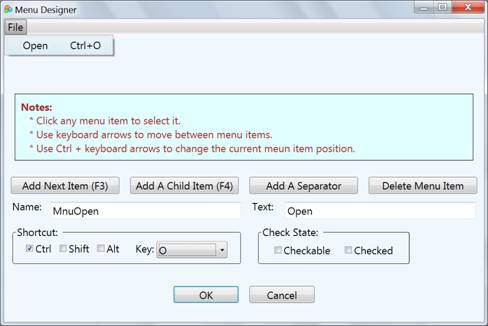 Menu Designer
File
Open Ctrl+O
Notes:
* Click any menu item to select it.
* Use keyboard arrows to move between menu items.
* Use Ctrl + keyboard arrows to change the current meun item position.
Add Next Item (F3) Add A Child Item (F4) Add A Separator Delete Menu Item
Name: MnuOpen Text: Open
Shortcut: Check State:
Ctrl Shift Alt Key: O Checkable Checked
OK Cancel